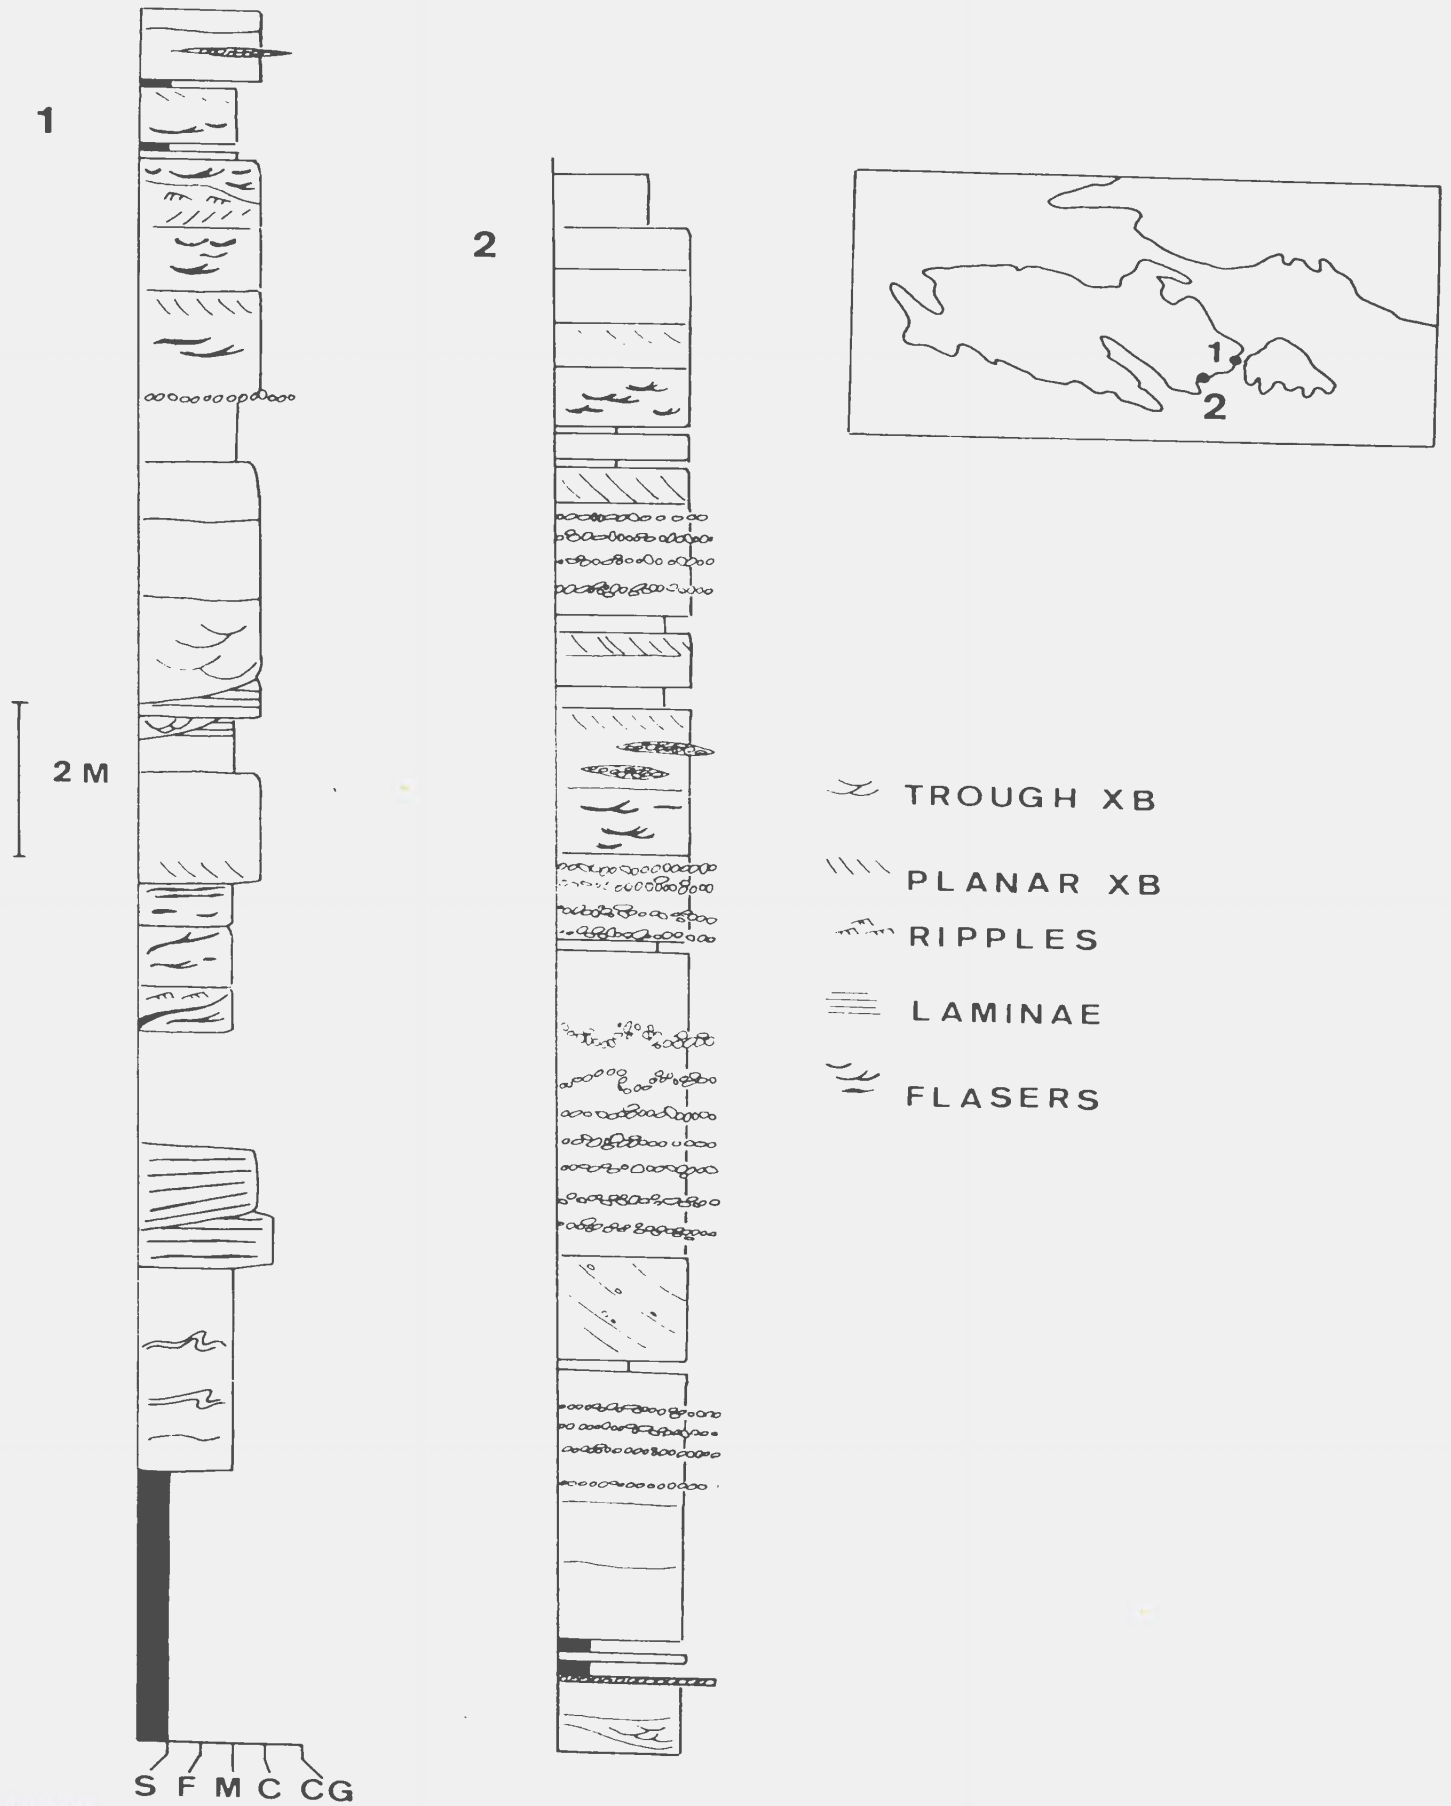 1
2
1
2
2 M
TROUGH XB
PLANAR XB
RIPPLES
LAMINAE
FLASERS
S F M C CG